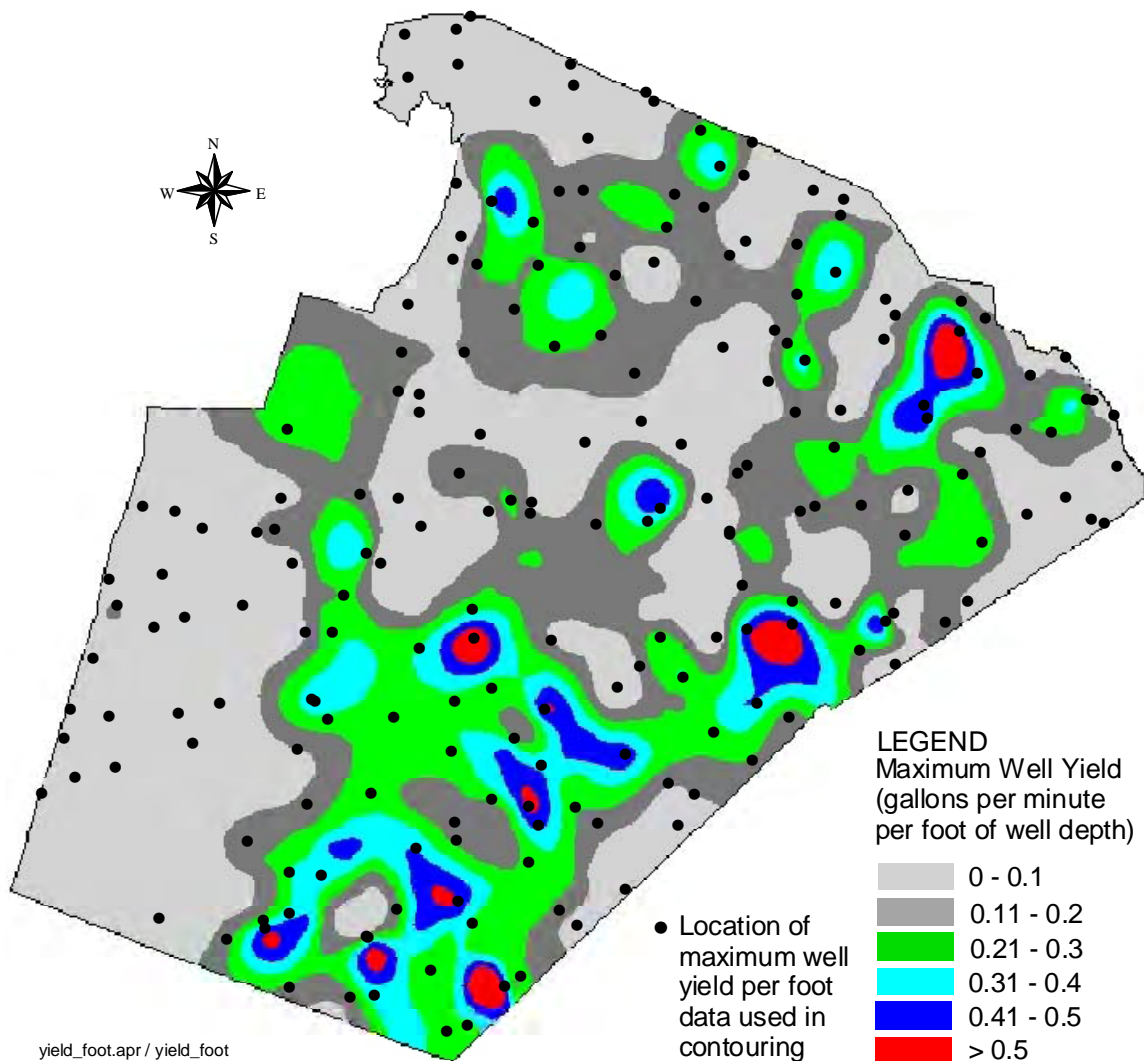 N
W E
S
LEGEND
Maximum Well Yield
(gallons per minute
per foot of well depth)
0 - 0.1
0.11 - 0.2
0.21 - 0.3
0.31 - 0.4
0.41 - 0.5
> 0.5
Location of
maximum well
yield per foot
data used in
contouring
yield_foot.apr / yield_foot